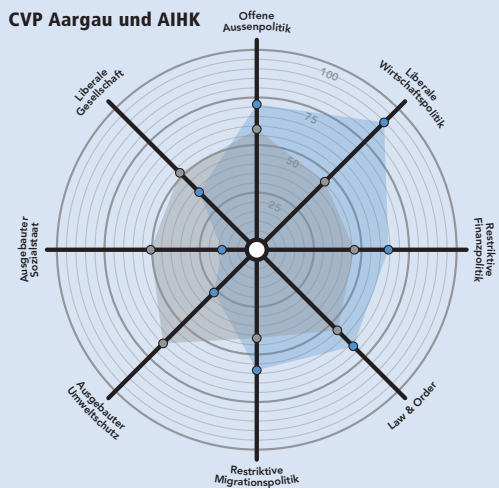 CVP Aargau und AIHK
Offene
Aussenpolitik
Liberale
Wirtschaftspolitik
Restriktive
Finanzpolitik
Law & Order
Restriktive
Migrationspolitik
Ausgebauter
Umweltschutz
Ausgebauter
Sozialstaat
Liberale
Gesellschaft
100
75
50
25